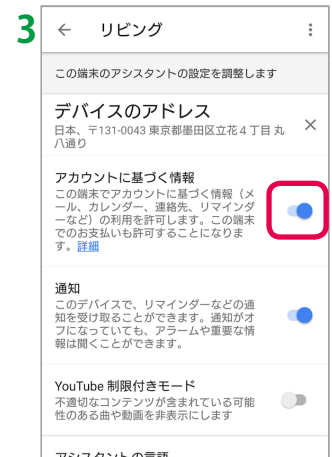 3
リビング
この端末のアシスタントの設定を調整します
デバイスのアドレス
日本、〒131-0043 東京都墨田区立花4丁目 丸
八通り
アカウントに基づく情報
この端末でアカウントに基づく情報（メ
ール、カレンダー、連絡先、リマインダ
ーなど）の利用を許可します。この端末
でのお支払いも許可することになりま
す。詳細
通知
このデバイスで、リマインダーなどの通
知を受け取ることができます。通知がオ
フになっていても、アラームや重要な情
報は聞くことができます。
YouTube 制限付きモード
不適切なコンテンツが含まれている可能
性のある曲や動画を非表示にします
アシスタントの言語